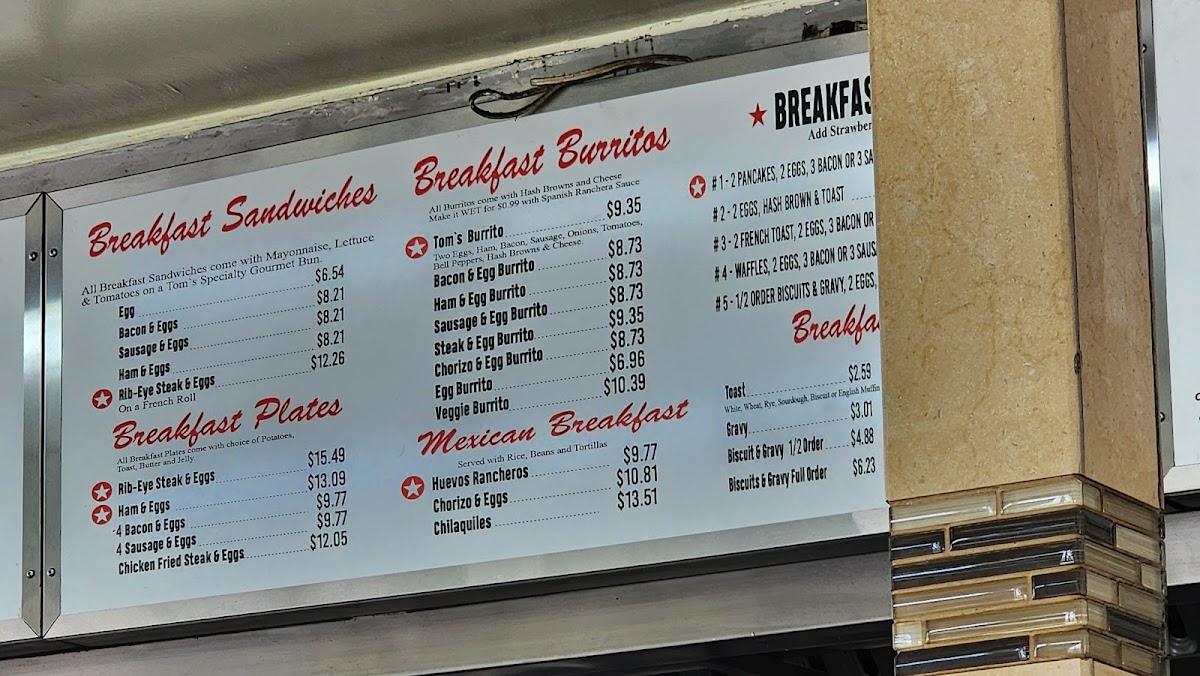 Breakfast Sandwiches
All Breakfast Sandwiches come with Mayonnaise, Lettuce
& Tomatoes on a Tom`s Specialty Gourmet Bun.
Egg $6.54
Bacon & Eggs $8.21
Sausage & Eggs $8.21
Ham & Eggs $8.21
Rib-Eye Steak & Eggs $12.26
On a French Roll
Breakfast Plates
All Breakfast Plates come with choice of Potatoes,
Toast, Butter and Jelly.
Rib-Eye Steak & Eggs $15.49
Ham & Eggs $13.09
4 Bacon & Eggs $9.77
4 Sausage & Eggs $9.77
Chicken Fried Steak & Eggs $12.05
Breakfast Burritos
All Burritos come with Hash Browns and Cheese
Make it WET for $0.99 with Spanish Ranchera Sauce
Tom`s Burrito $9.35
Two Eggs, Ham, Bacon, Sausage, Onions, Tomatoes,
Bell Peppers, Hash Browns & Cheese.
Bacon & Egg Burrito $8.73
Ham & Egg Burrito $8.73
Sausage & Egg Burrito $8.73
Steak & Egg Burrito $9.35
Chorizo & Egg Burrito $8.73
Egg Burrito $6.96
Veggie Burrito $10.39
Mexican Breakfast
Served with Rice, Beans and Tortillas
Huevos Rancheros $9.77
Chorizo & Eggs $10.81
Chilaquiles $13.51
BREAKFAS
Add Strawber
#1 - 2 PANCAKES, 2 EGGS, 3 BACON OR 3 SA
#2 - 2 EGGS, HASH BROWN & TOAST
#3 - 2 FRENCH TOAST, 2 EGGS, 3 BACON OR
#4 - WAFFLES, 2 EGGS, 3 BACON OR 3 SAUS
#5 - 1/2 ORDER BISCUITS & GRAVY, 2 EGGS,
Breakfa
Toast $2.59
White, Wheat, Rye, Sourdough, Biscuit or English Muffin
Gravy $3.01
Biscuit & Gravy 1/2 Order $4.88
Biscuits & Gravy Full Order $6.23